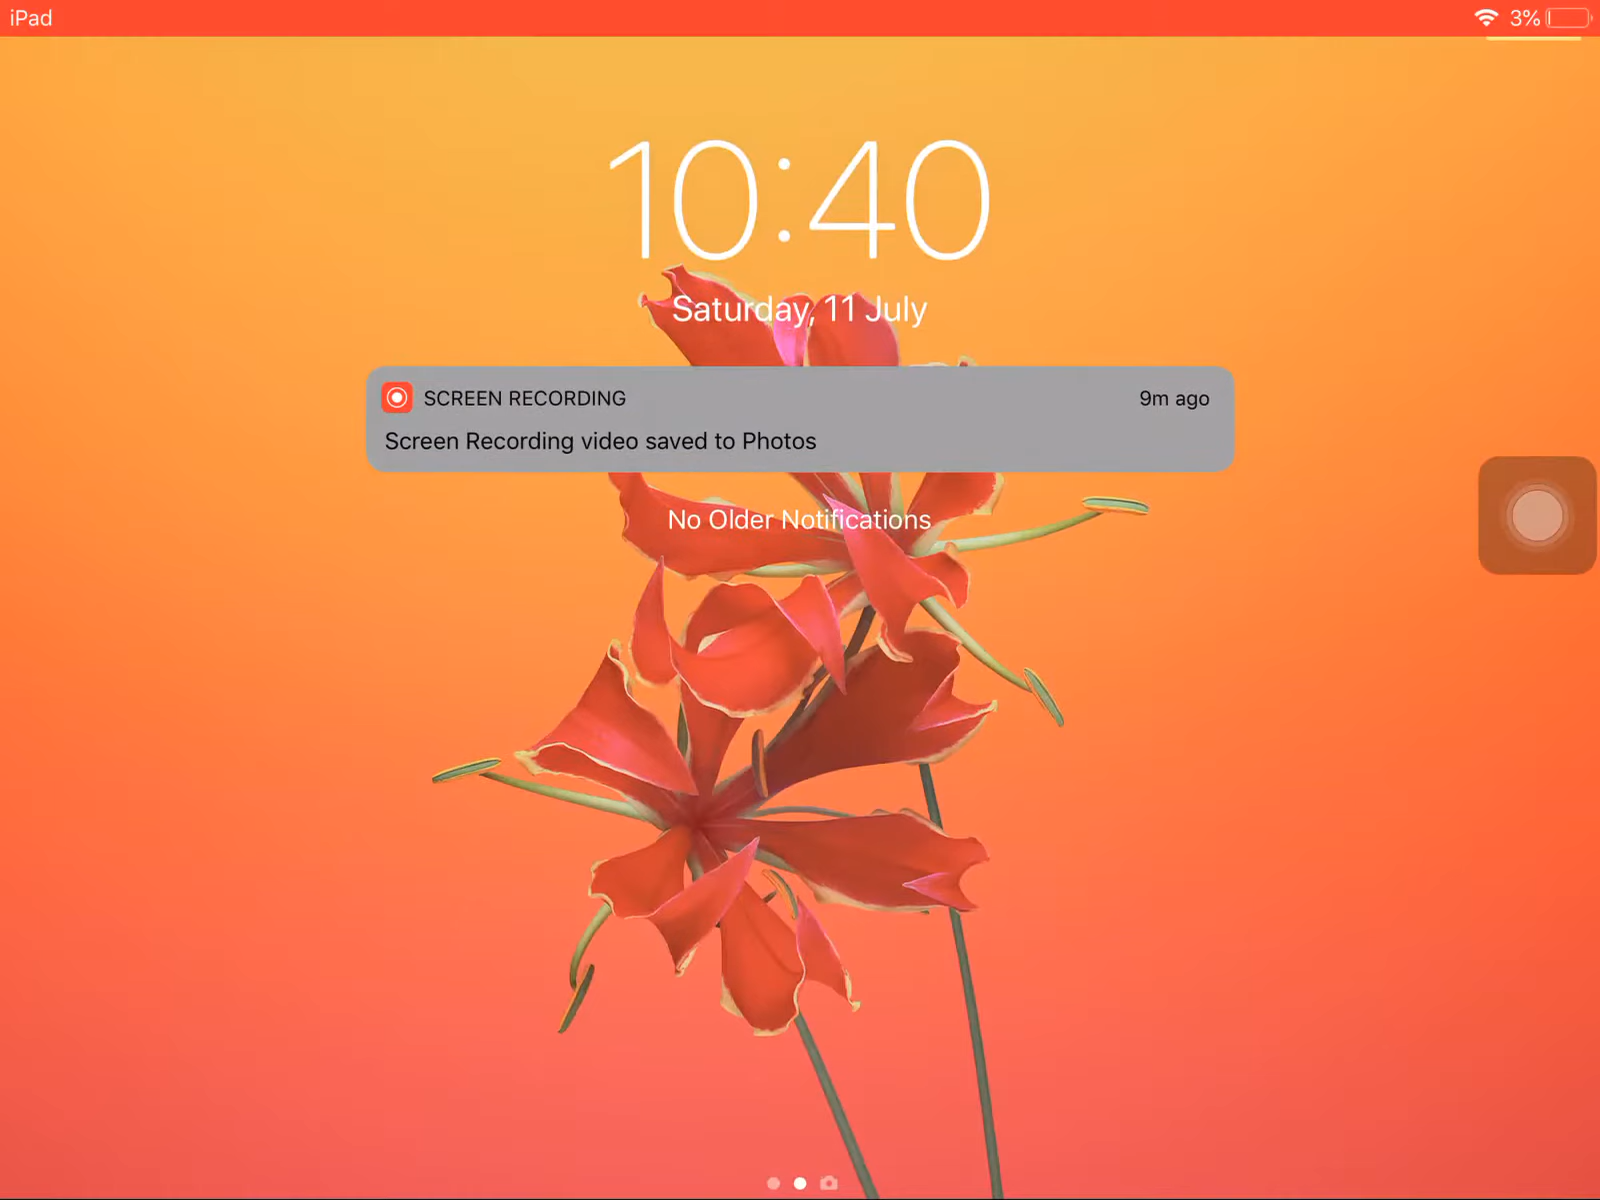 iPad
3%
10:40
Saturday, 11 July
SCREEN RECORDING
9m ago
Screen Recording video saved to Photos
No Older Notifications